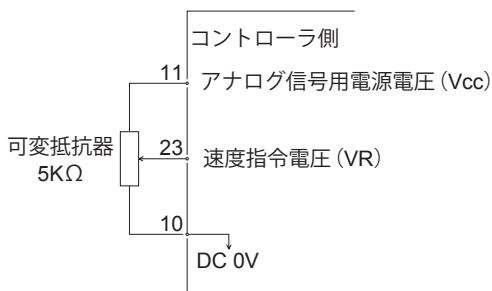 コントローラ側
11 アナログ信号用電源電圧(Vcc)
可変抵抗器
5KΩ
23 速度指令電圧(VR)
10
DC 0V